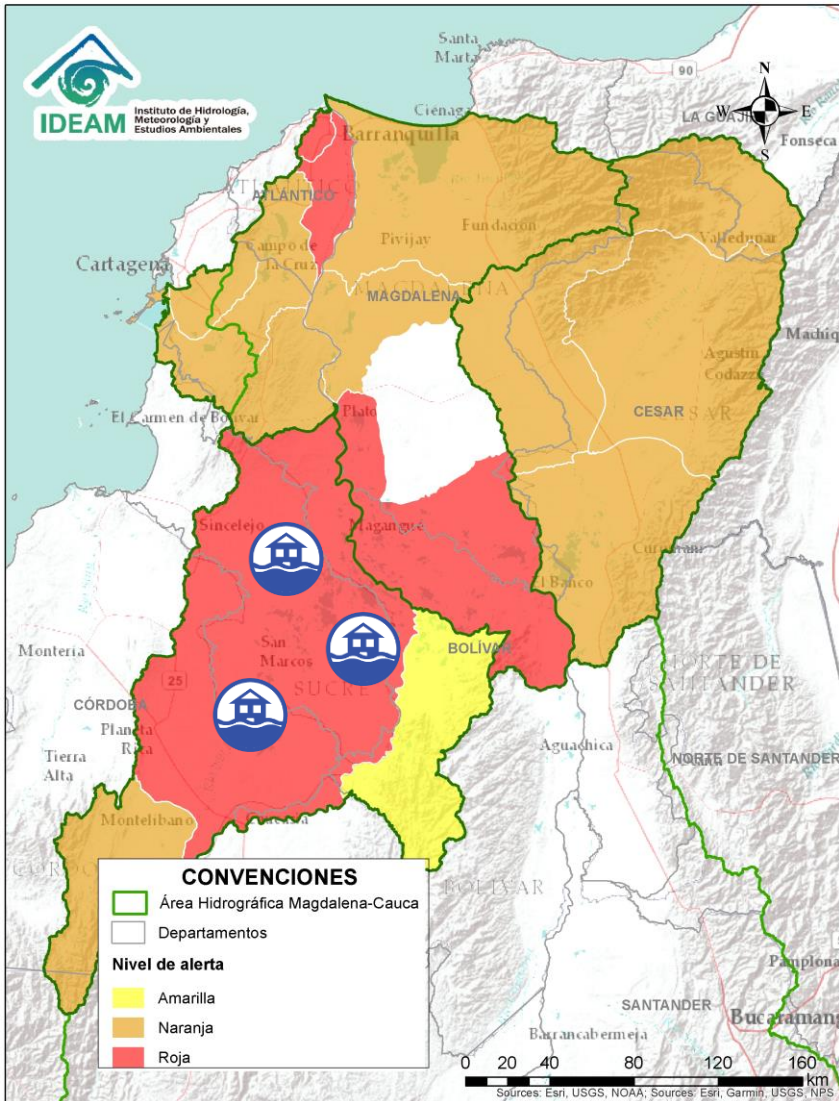 IDEAM
Instituto de Hidrología,
Meteorología y
Estudios Ambientales
Santa
Marta
90
N
W
E
S
Ciénaga
LA GUAJI
Fonseca
Barranquilla
ATLÁNTICO
Fundación
Valledupar
Campo de
la Cruz
Pivijay
Cartagena
MAGDALENA
Machiq
Agustín
Codazzi
CESAR
El Carmen de Bolívar
Plato
Sincelejo
Magangué
El Banco
Montería
San
Marcos
BOLÍVAR
SUCRE
25
CÓRDOBA
Planeta
Rica
NORTE DE
SANTANDER
Aguachica
NORTE DE SANTANDER
Tierra
Alta
Montelíbano
BOLÍVAR
CONVENCIONES
Área Hidrográfica Magdalena-Cauca
Departamentos
Nivel de alerta
Amarilla
Naranja
Roja
Pamplona
SANTANDER
Bucaramang
Barrancabermeja
0 20 40 80 120 160
km
Sources: Esri, USGS, NOAA; Sources: Esri, Garmin, USGS, NPS